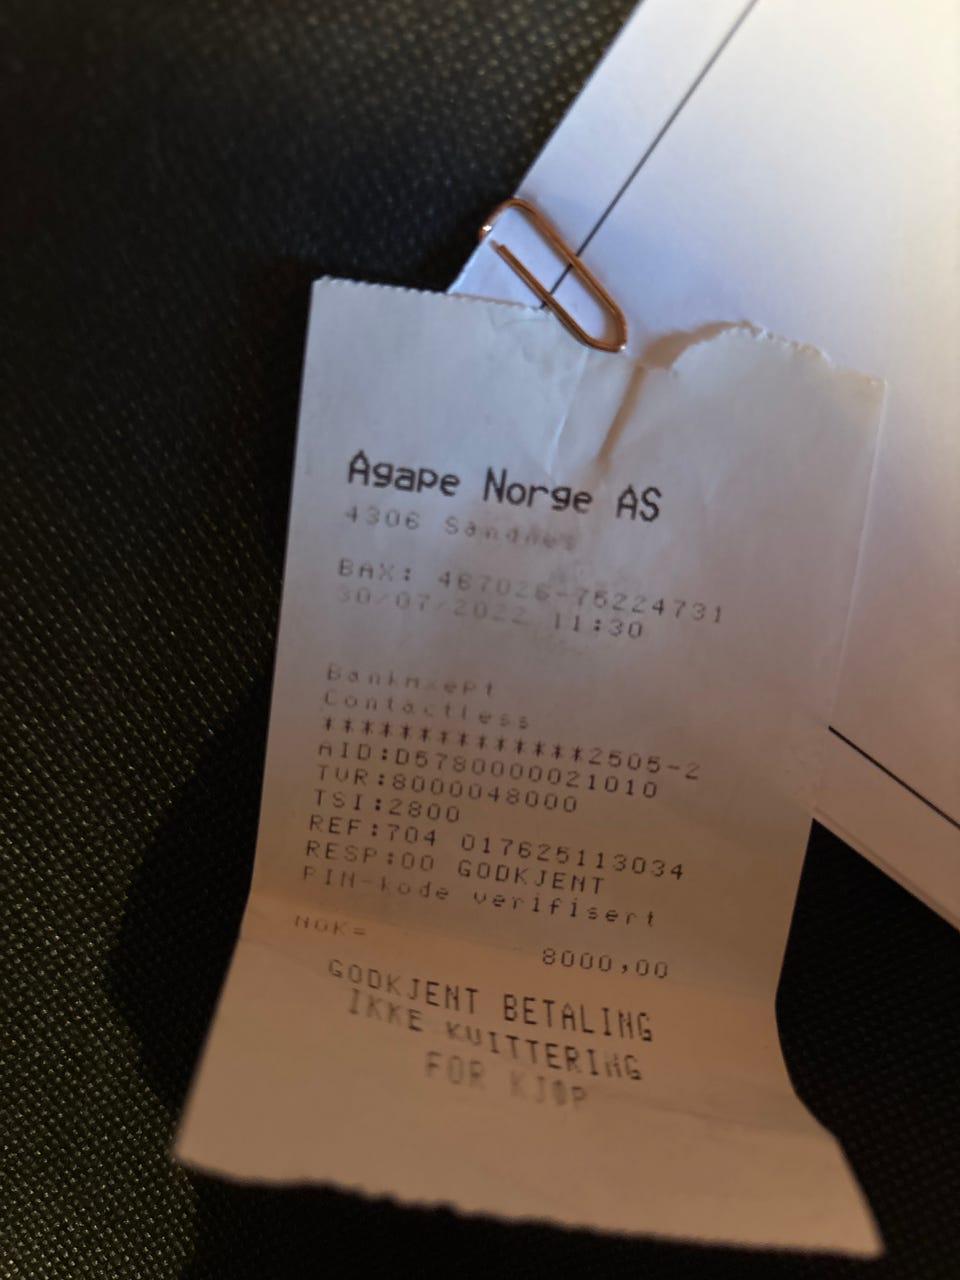 Agape Norge AS
4306 Sandnes
BAX: 467026-76224731
30/07/2022 11:30
BankAxept
Contactless
*************2505-2
AID:D5780000021010
TVR:8000048000
TSI:2800
REF:704 017625113034
RESP:00 GODKJENT
PIN-kode verifisert
NOK= 8000,00
GODKJENT BETALING
IKKE KVITTERING
FOR KJØP